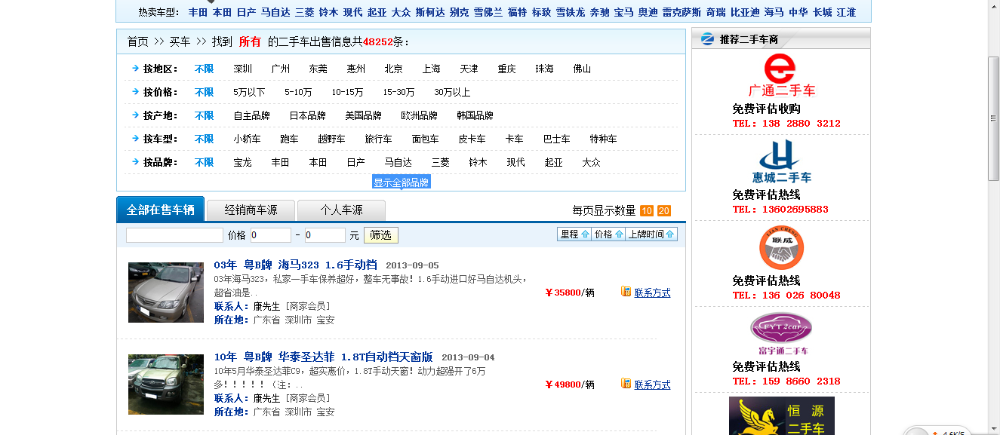 热卖车型： 丰田 本田 日产 马自达 三菱 铃木 现代 起亚 大众 斯柯达 别克 雪佛兰 福特 标致 雪铁龙 奔驰 宝马 奥迪 雷克萨斯 奇瑞 比亚迪 海马 中华 长城 江淮
首页 >> 买车 >> 找到 所有 的二手车出售信息共48252条：
按地区： 不限 深圳 广州 东莞 惠州 北京 上海 天津 重庆 珠海 佛山
按价格： 不限 5万以下 5-10万 10-15万 15-30万 30万以上
按产地： 不限 自主品牌 日本品牌 美国品牌 欧洲品牌 韩国品牌
按车型： 不限 小轿车 跑车 越野车 旅行车 面包车 皮卡车 卡车 巴士车 特种车
按品牌： 不限 宝龙 丰田 本田 日产 马自达 三菱 铃木 现代 起亚 大众
显示全部品牌
全部在售车辆 经销商车源 个人车源 每页显示数量 10 20
价格 0 - 0 元 筛选 里程 价格 上牌时间
03年 粤B牌 海马323 1.6手动档 2013-09-05
03年海马323，私家一手车保养超好，整车无事故！1.6手动进口好马自达机头，
超省油是..
联系人：康先生 [商家会员]
所在地：广东省 深圳市 宝安
￥35800/辆 联系方式
10年 粤B牌 华泰圣达菲 1.8T自动档天窗版 2013-09-04
10年5月华泰圣达菲C9，超实惠价，1.8T手动天窗！动力超强开了6万
多！！！！！（注：..
联系人：康先生 [商家会员]
所在地：广东省 深圳市 宝安
￥49800/辆 联系方式
推荐二手车商
广通二手车
免费评估收购
TEL: 138 2880 3212
惠城二手车
免费评估热线
TEL: 13602695883
LIAN CHENG
联成
免费评估热线
TEL: 136 026 80048
FYT 2car
富宇通二手车
免费评估热线
TEL: 159 8660 2318
恒源
二手车
4.6K/S